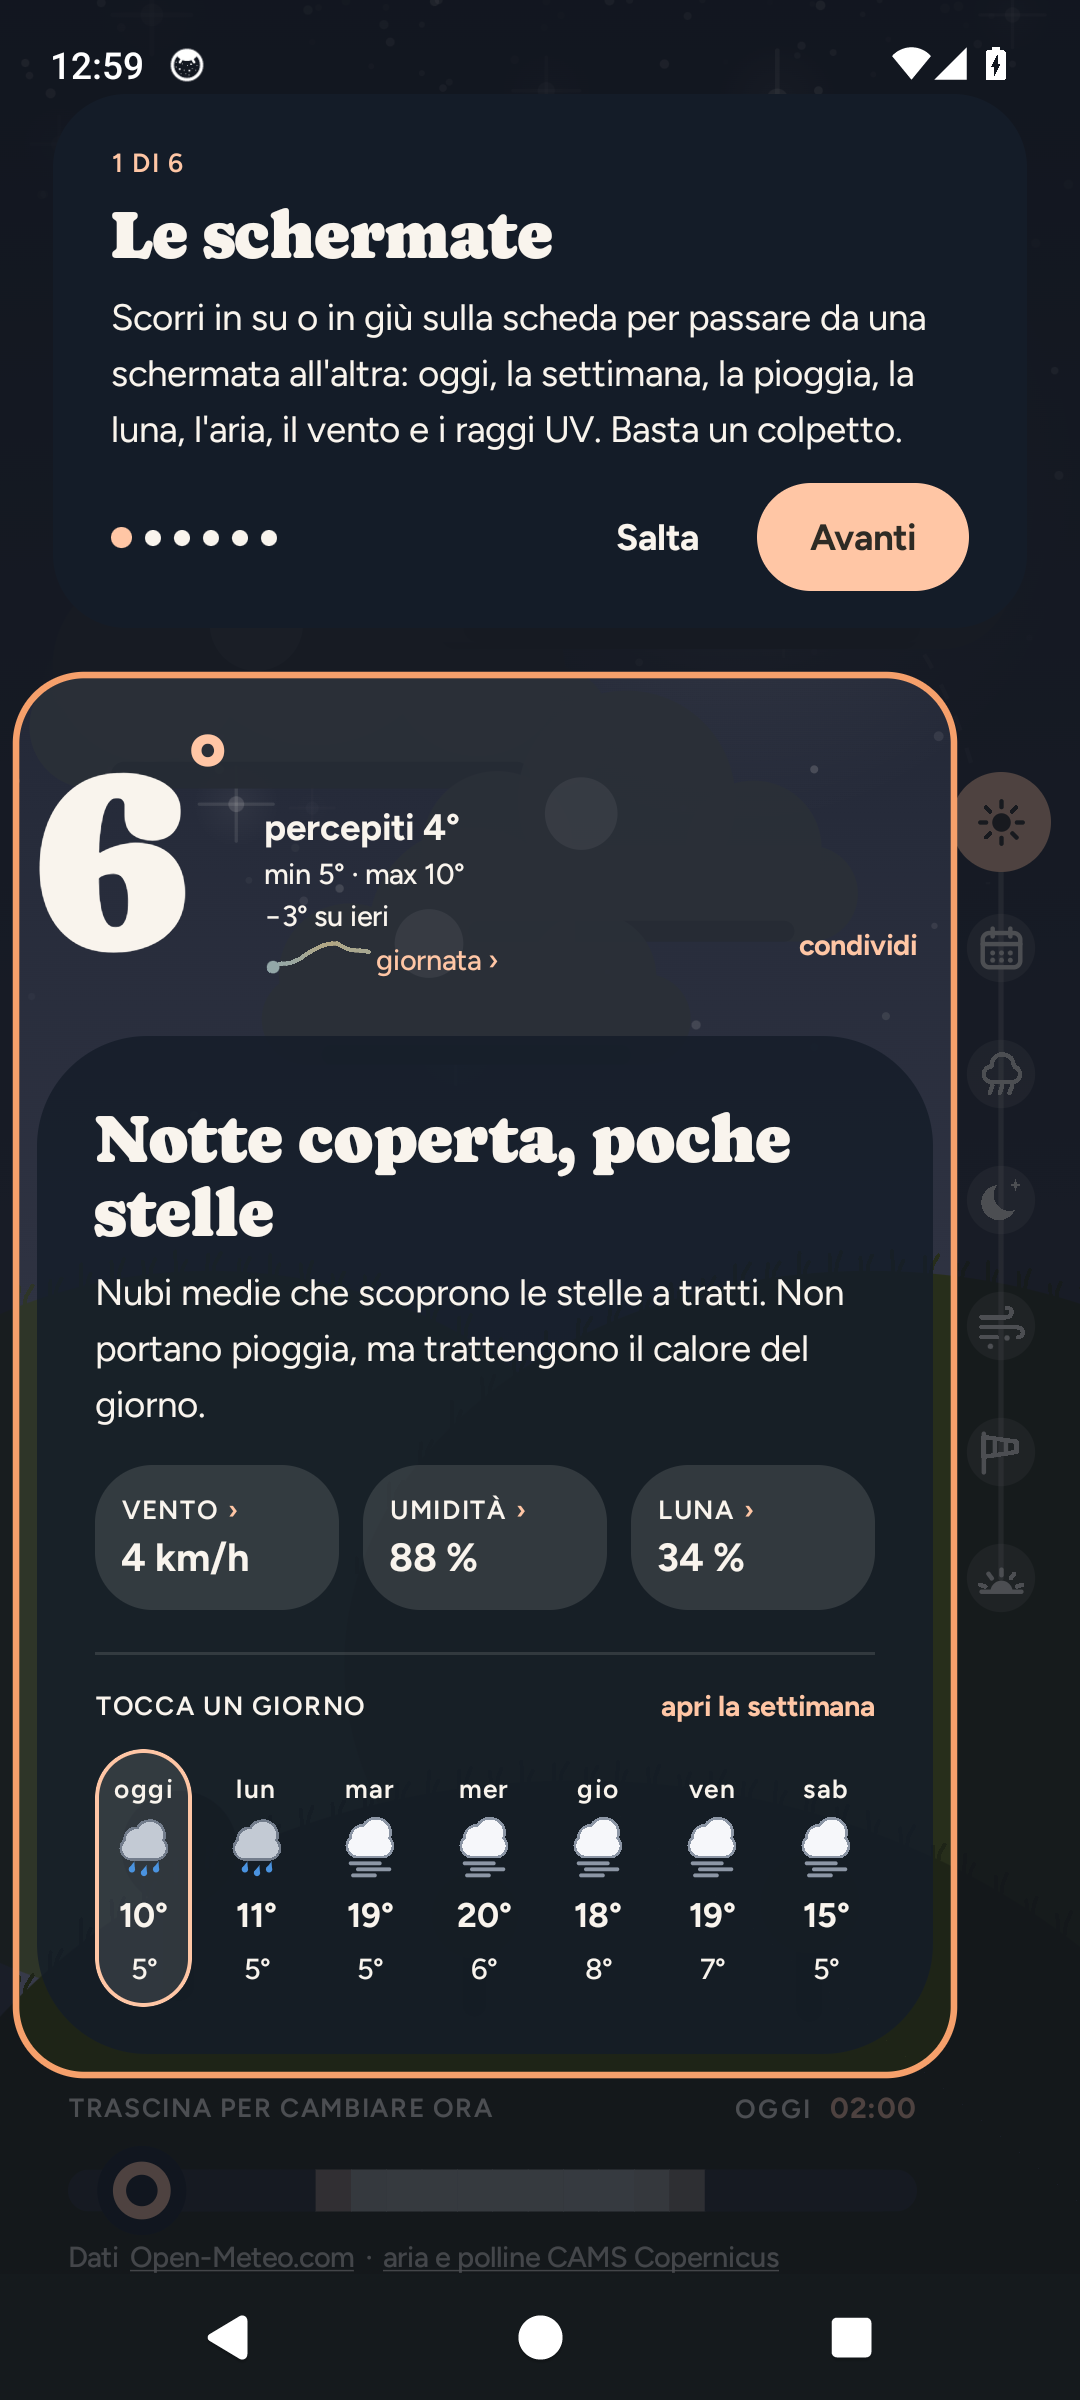 12:59
1 DI 6
Le schermate
Scorri in su o in giù sulla scheda per passare da una
schermata all'altra: oggi, la settimana, la pioggia, la
luna, l'aria, il vento e i raggi UV. Basta un colpetto.
Salta
Avanti
6°
percepiti 4°
min 5° · max 10°
−3° su ieri
giornata ›
condividi
Notte coperta, poche
stelle
Nubi medie che scoprono le stelle a tratti. Non
portano pioggia, ma trattengono il calore del
giorno.
VENTO › UMIDITÀ › LUNA ›
4 km/h 88 % 34 %
TOCCA UN GIORNO apri la settimana
oggi lun mar mer gio ven sab
10° 11° 19° 20° 18° 19° 15°
5° 5° 5° 6° 8° 7° 5°
TRASCINA PER CAMBIARE ORA OGGI 02:00
Dati Open-Meteo.com · aria e polline CAMS Copernicus